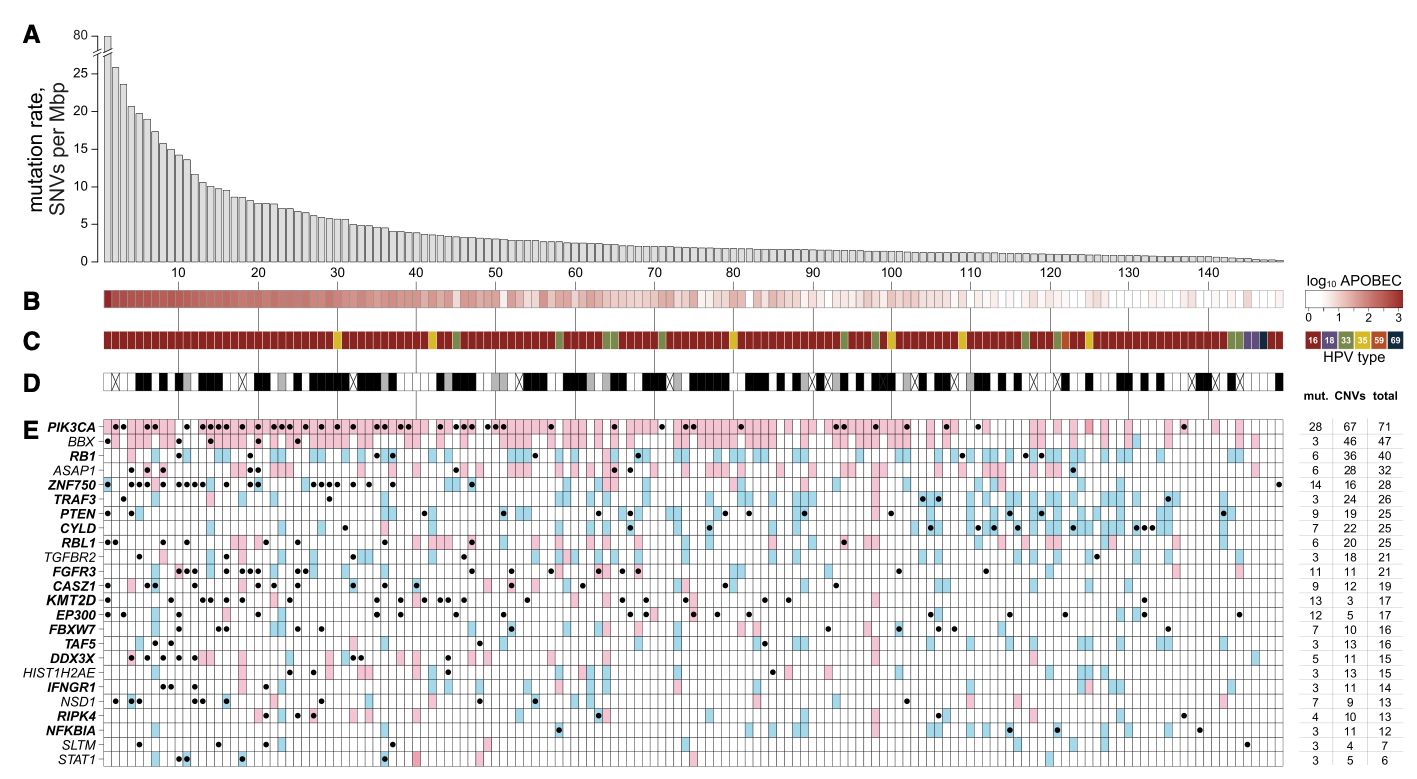 A
mutation rate,
SNVs per Mbp
80
25
20
15
10
5
0
10 20 30 40 50 60 70 80 90 100 110 120 130 140
B
log10 APOBEC
0 1 2 3
C
16 18 33 35 59 69
HPV type
D
mut. CNVs total
E
PIK3CA 28 67 71
BBX 3 46 47
RB1 6 36 40
ASAP1 6 28 32
ZNF750 14 16 28
TRAF3 3 24 26
PTEN 9 19 25
CYLD 7 22 25
RBL1 6 20 25
TGFBR2 3 18 21
FGFR3 11 11 21
CASZ1 9 12 19
KMT2D 13 3 17
EP300 12 5 17
FBXW7 7 10 16
TAF5 3 13 16
DDX3X 5 11 15
HIST1H2AE 3 13 15
IFNGR1 3 11 14
NSD1 7 9 13
RIPK4 4 10 13
NFKBIA 3 11 12
SLTM 3 4 7
STAT1 3 5 6